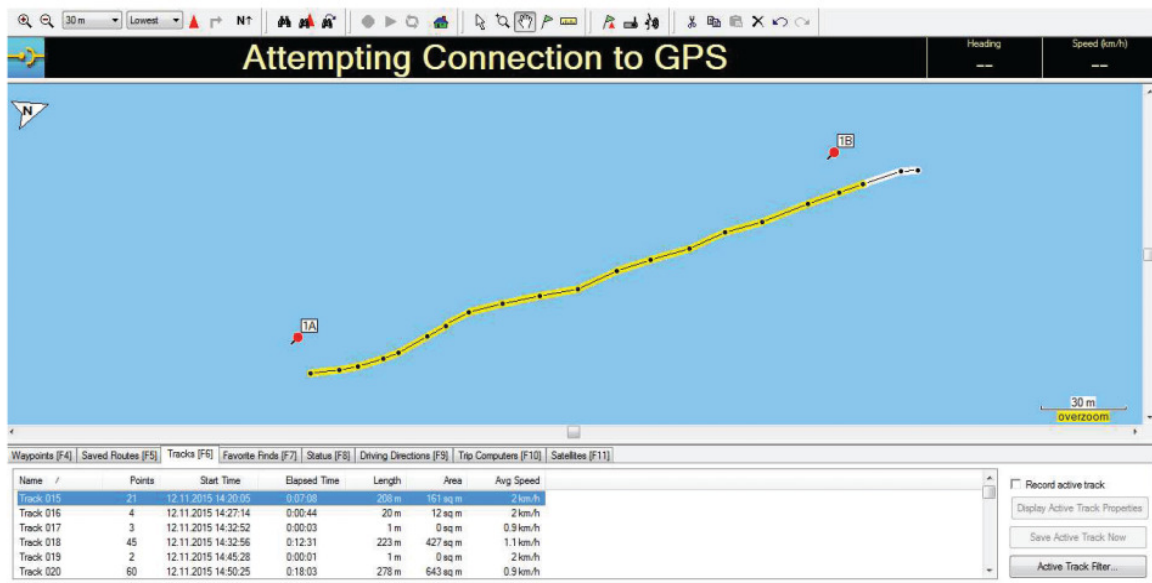 30 m Lowest N↑
Attempting Connection to GPS
Heading Speed (km/h)
-- --
N
1B
1A
30 m
overzoom
Waypoints [F4] Saved Routes [F5] Tracks [F6] Favorite Finds [F7] Status [F8] Driving Directions [F9] Trip Computers [F10] Satellites [F11]
Name / Points Start Time Elapsed Time Length Area Avg Speed
Track 015 21 12.11.2015 14:20:05 0:07:08 208 m 161 sq m 2 km/h
Track 016 4 12.11.2015 14:27:14 0:00:44 20 m 12 sq m 2 km/h
Track 017 3 12.11.2015 14:32:52 0:00:03 1 m 0 sq m 0.9 km/h
Track 018 45 12.11.2015 14:32:56 0:12:31 223 m 427 sq m 1.1 km/h
Track 019 2 12.11.2015 14:45:28 0:00:01 1 m 0 sq m 2 km/h
Track 020 60 12.11.2015 14:50:25 0:18:03 278 m 643 sq m 0.9 km/h
Record active track
Display Active Track Properties
Save Active Track Now
Active Track Filter...